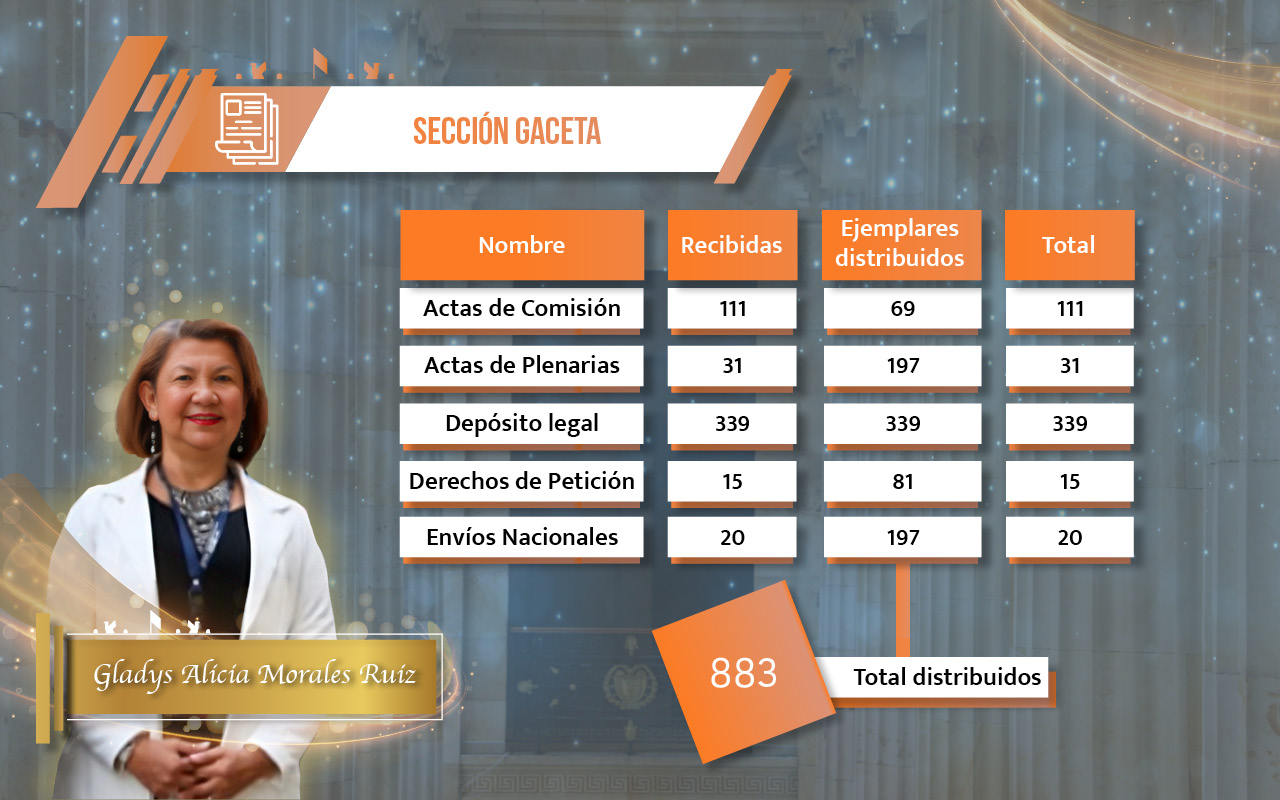 SECCIÓN GACETA
Nombre Recibidas Ejemplares distribuidos Total
Actas de Comisión 111 69 111
Actas de Plenarias 31 197 31
Depósito legal 339 339 339
Derechos de Petición 15 81 15
Envíos Nacionales 20 197 20
883 Total distribuidos
Gladys Alicia Morales Ruiz